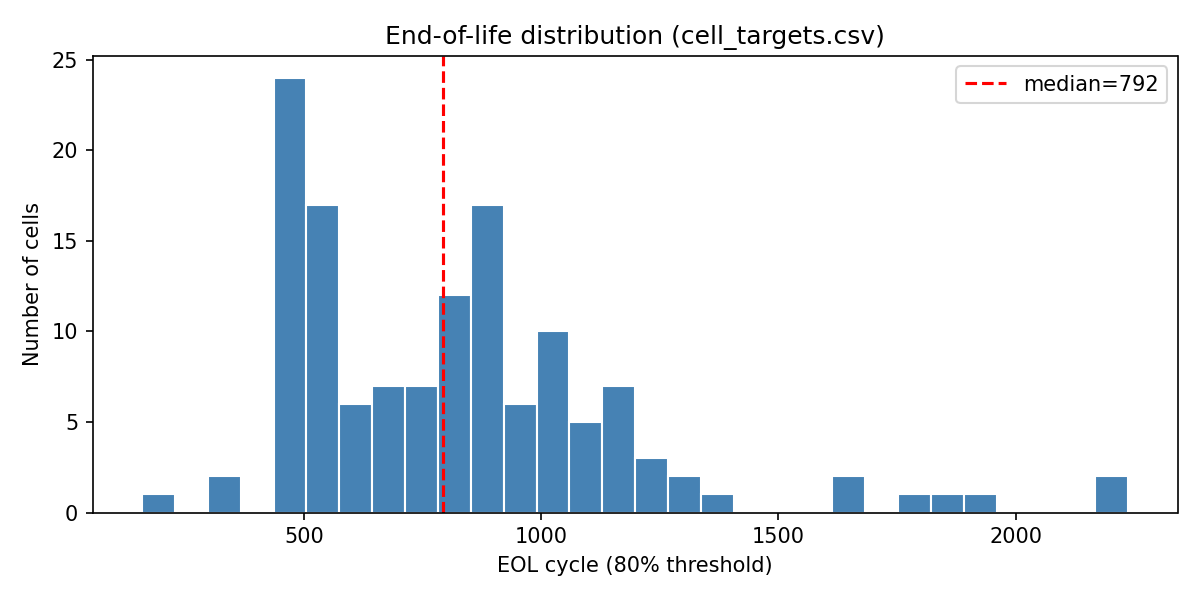 End-of-life distribution (cell_targets.csv)
median=792
Number of cells
25
20
15
10
5
0
500
1000
1500
2000
EOL cycle (80% threshold)